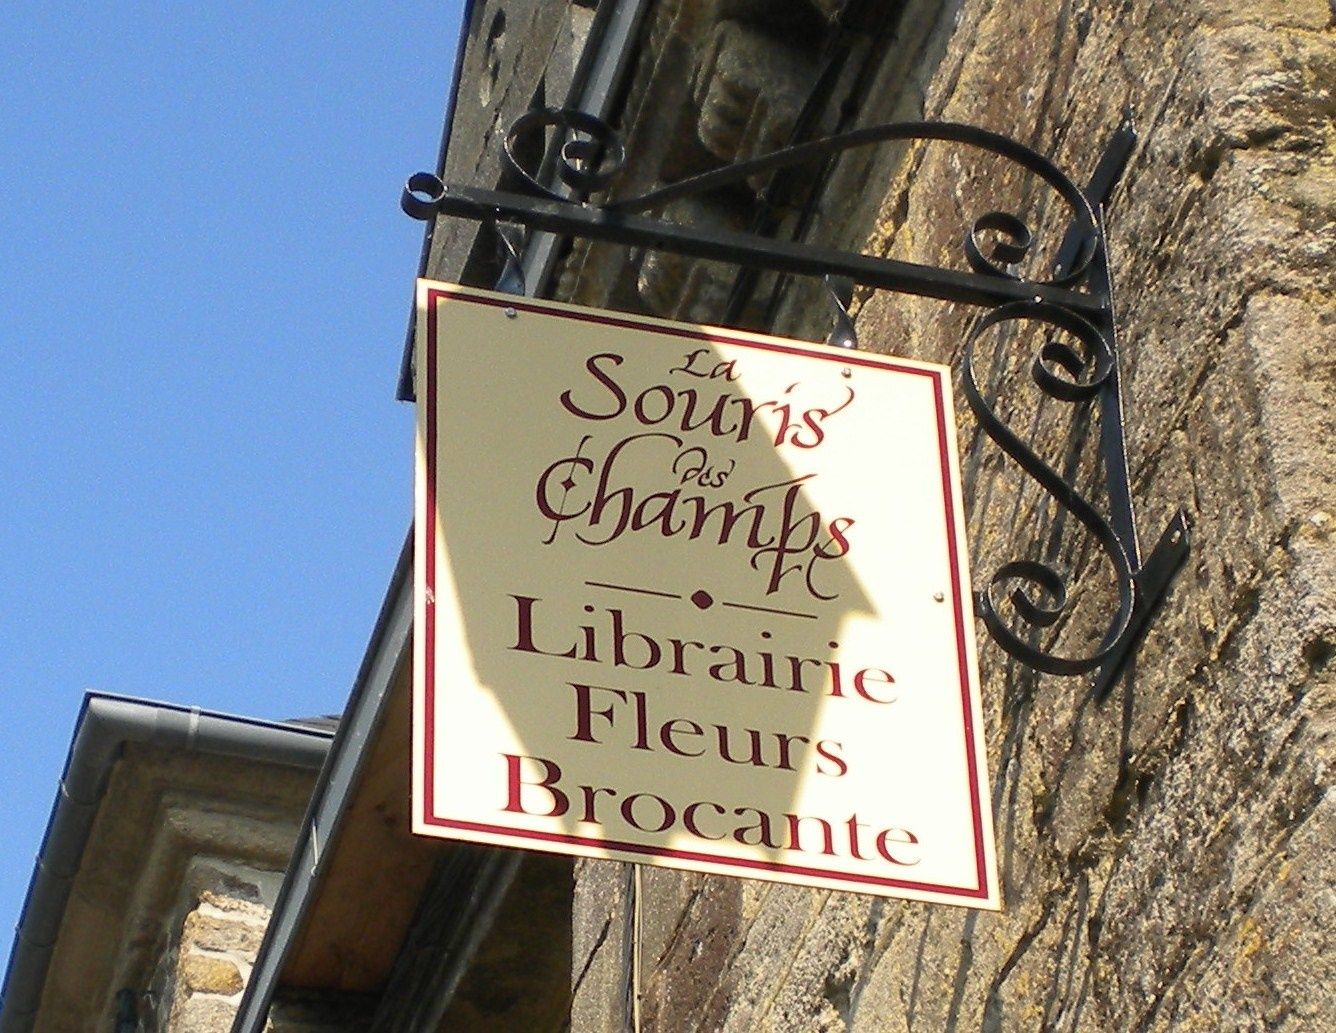 La
Souris
des
Champs
Librairie
Fleurs
Brocante